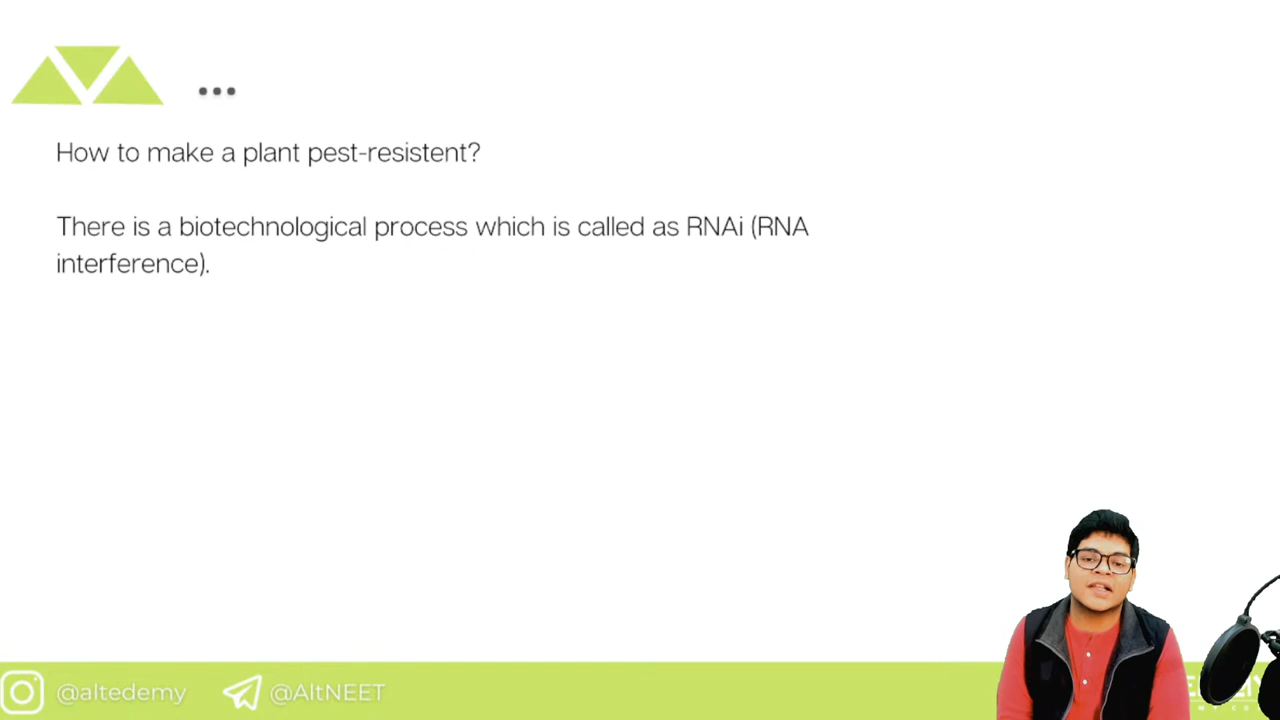 How to make a plant pest-resistent?
There is a biotechnological process which is called as RNAi (RNA
interference).
@altedemy
@AltNEET